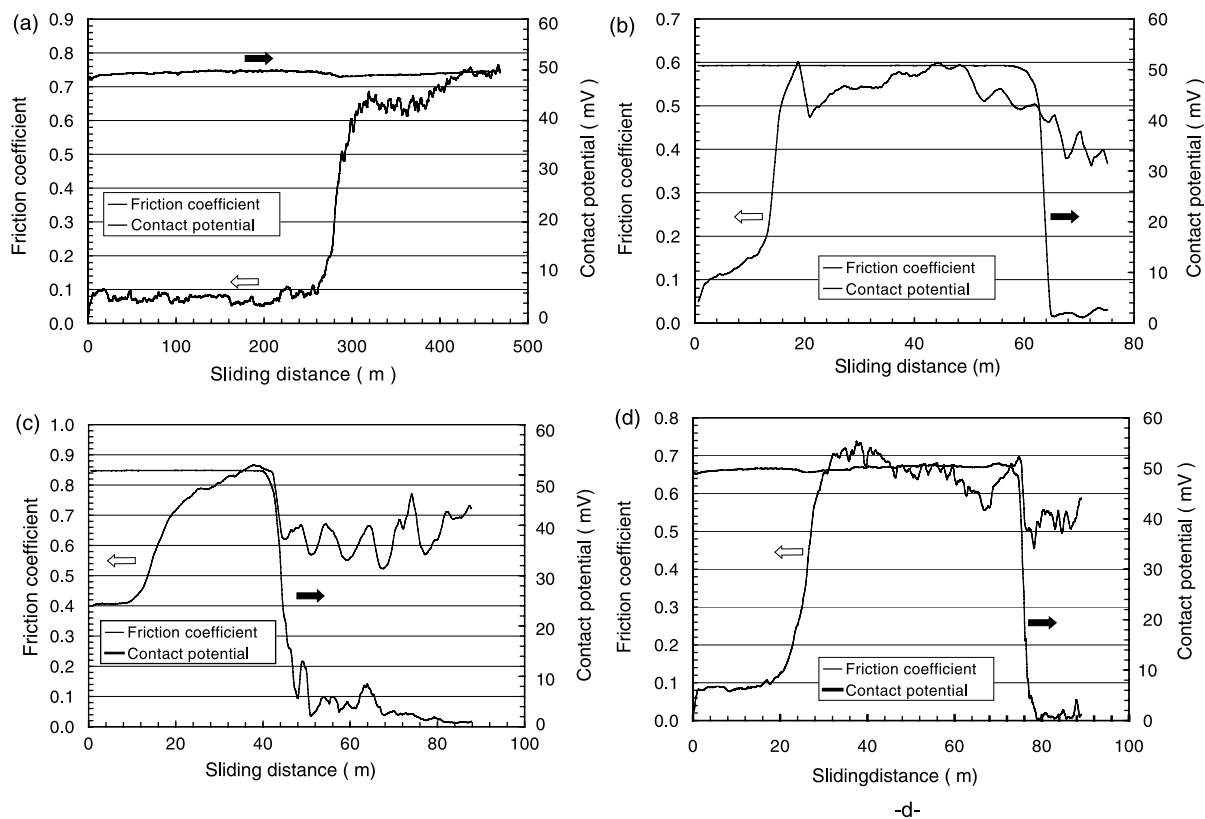 (a)
0.9
0.8
0.7
0.6
0.5
0.4
0.3
0.2
0.1
0.0
Friction coefficient
60
50
40
30
20
10
0
Contact potential ( mV )
Friction coefficient
Contact potential
0 100 200 300 400 500
Sliding distance ( m )
(b)
0.7
0.6
0.5
0.4
0.3
0.2
0.1
0.0
Friction coefficient
60
50
40
30
20
10
0
Contact potential ( mV )
Friction coefficient
Contact potential
0 20 40 60 80
Sliding distance (m)
(c)
1.0
0.9
0.8
0.7
0.6
0.5
0.4
0.3
0.2
0.1
0.0
Friction coefficient
60
50
40
30
20
10
0
Contact potential ( mV )
Friction coefficient
Contact potential
0 20 40 60 80 100
Sliding distance ( m )
(d)
0.8
0.7
0.6
0.5
0.4
0.3
0.2
0.1
0.0
Friction coefficient
60
50
40
30
20
10
0
Contact potential ( mV )
Friction coefficient
Contact potential
0 20 40 60 80 100
Slidingdistance ( m )
-d-